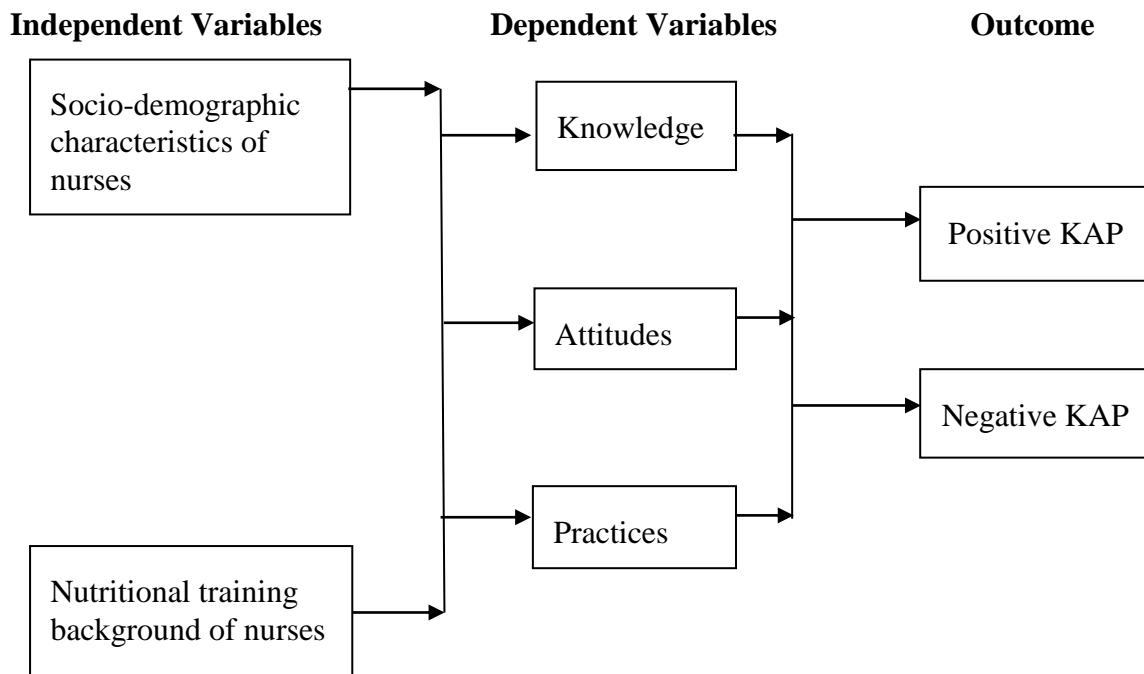 Independent Variables
Dependent Variables
Outcome
Socio-demographic
characteristics of
nurses
Knowledge
Positive KAP
Attitudes
Negative KAP
Practices
Nutritional training
background of nurses